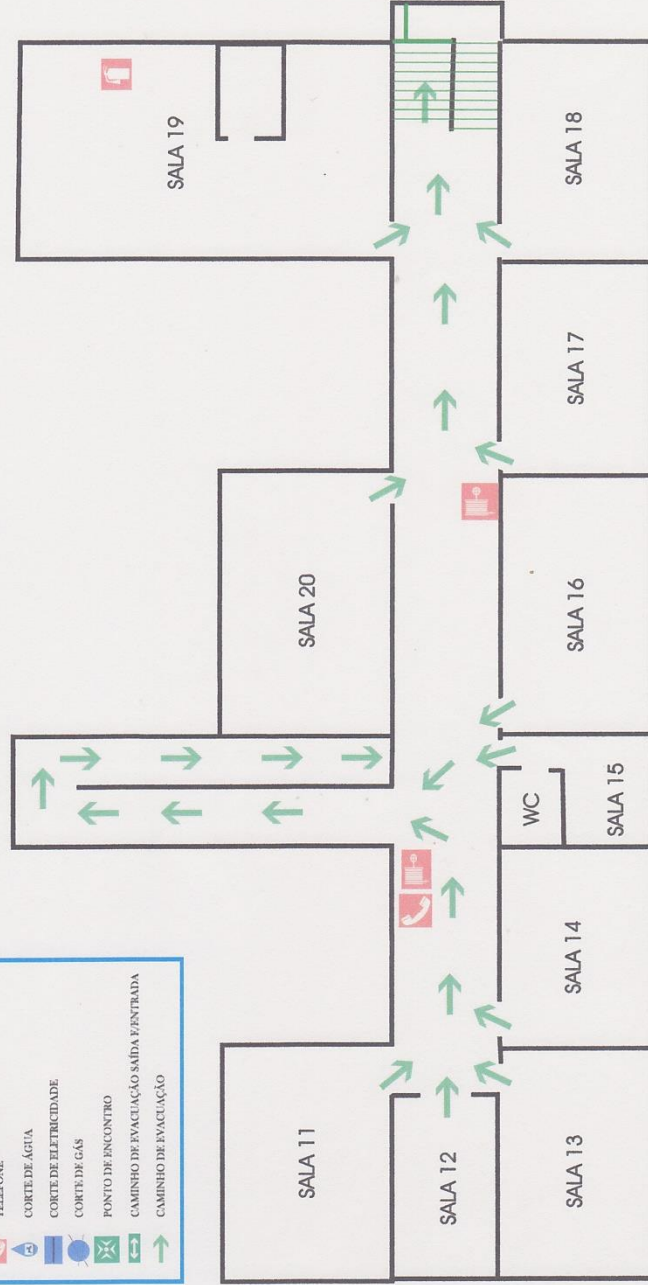 SALA 19
SALA 18
SALA 17
SALA 20
SALA 16
WC
SALA 15
SALA 14
SALA 11
SALA 12
SALA 13
TELEFONE
CORTE DE ÁGUA
CORTE DE ELETRICIDADE
CORTE DE GÁS
PONTO DE ENCONTRO
CAMINHO DE EVACUAÇÃO SAÍDA E/ENTRADA
CAMINHO DE EVACUAÇÃO